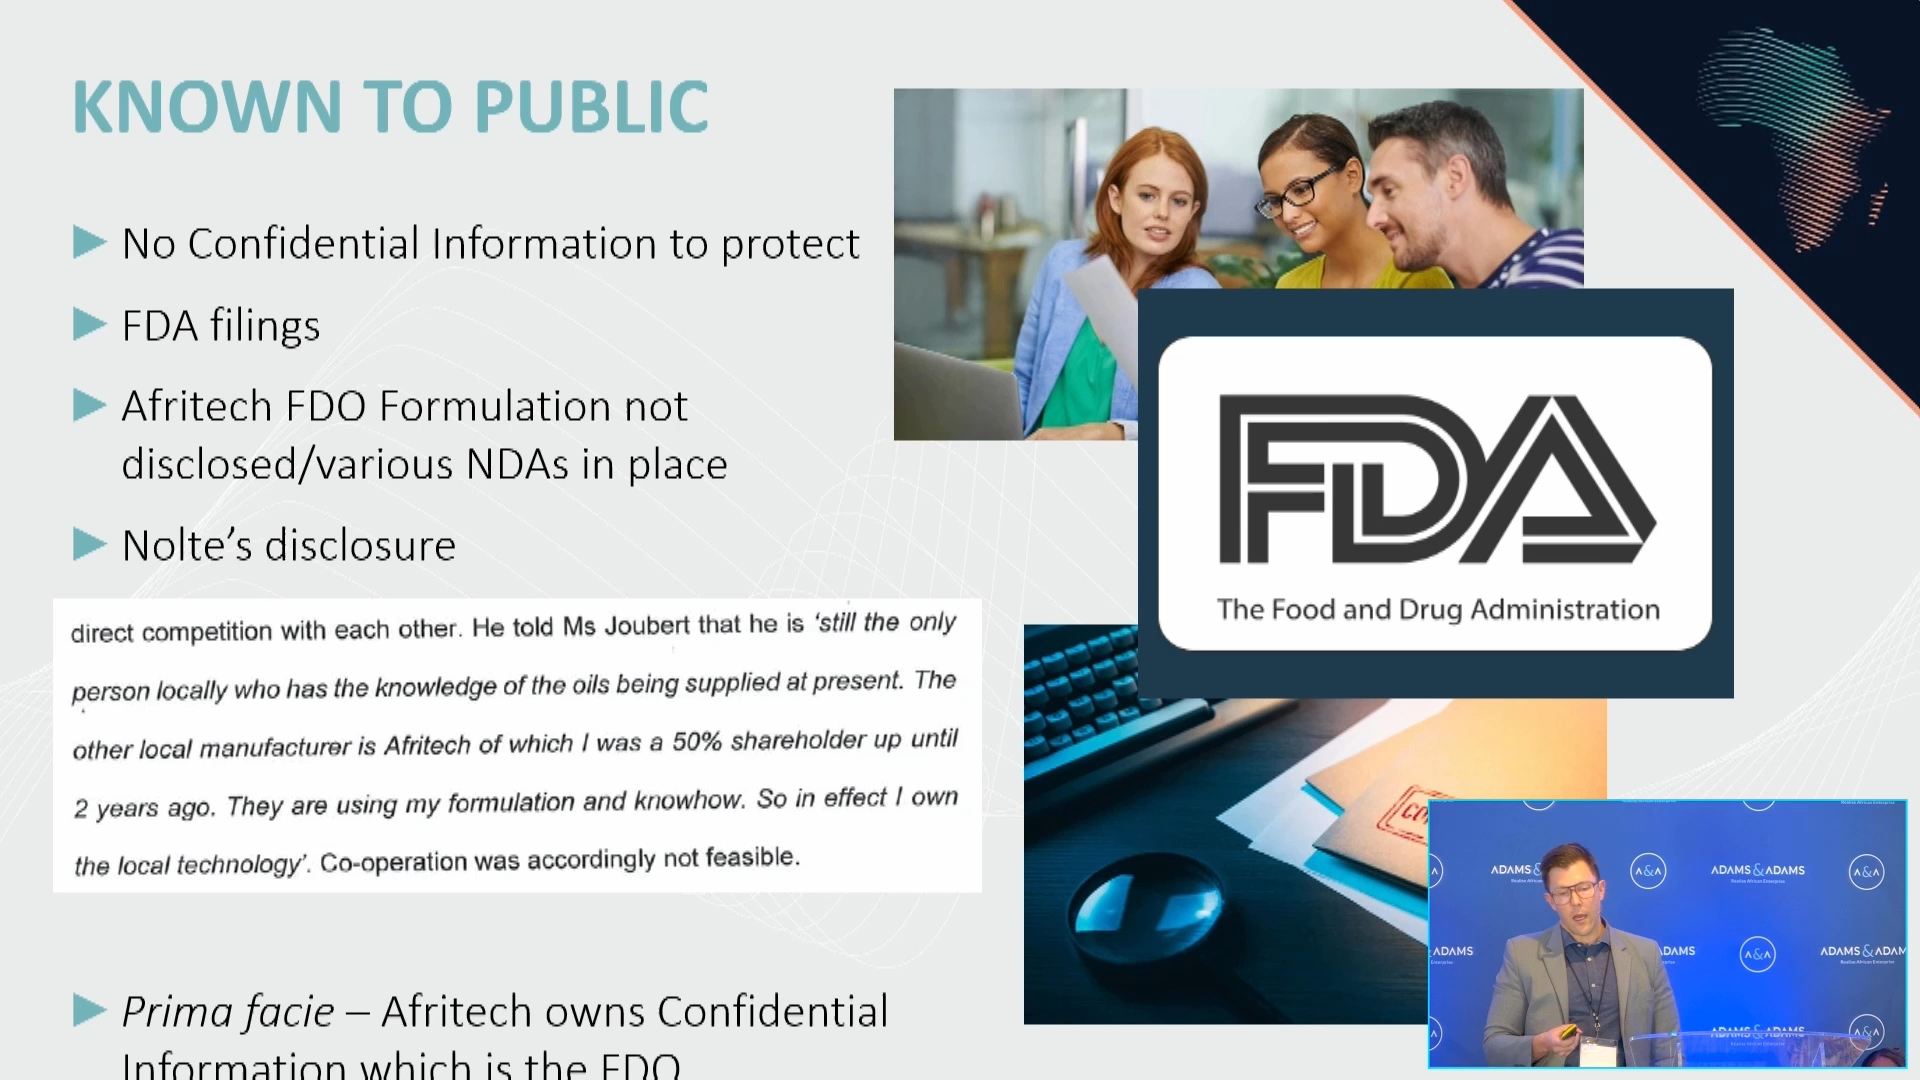 KNOWN TO PUBLIC
No Confidential Information to protect
FDA filings
Afritech FDO Formulation not
disclosed/various NDAs in place
Nolte's disclosure
direct competition with each other. He told Ms Joubert that he is 'still the only
person locally who has the knowledge of the oils being supplied at present. The
other local manufacturer is Afritech of which I was a 50% shareholder up until
2 years ago. They are using my formulation and knowhow. So in effect I own
the local technology'. Co-operation was accordingly not feasible.
Prima facie – Afritech owns Confidential
Information which is the FDO
FDA
The Food and Drug Administration
ADAMS & ADAMS
A&A
A&A
ADAMS & ADAMS
A&A
ADAMS & ADAMS
A&A